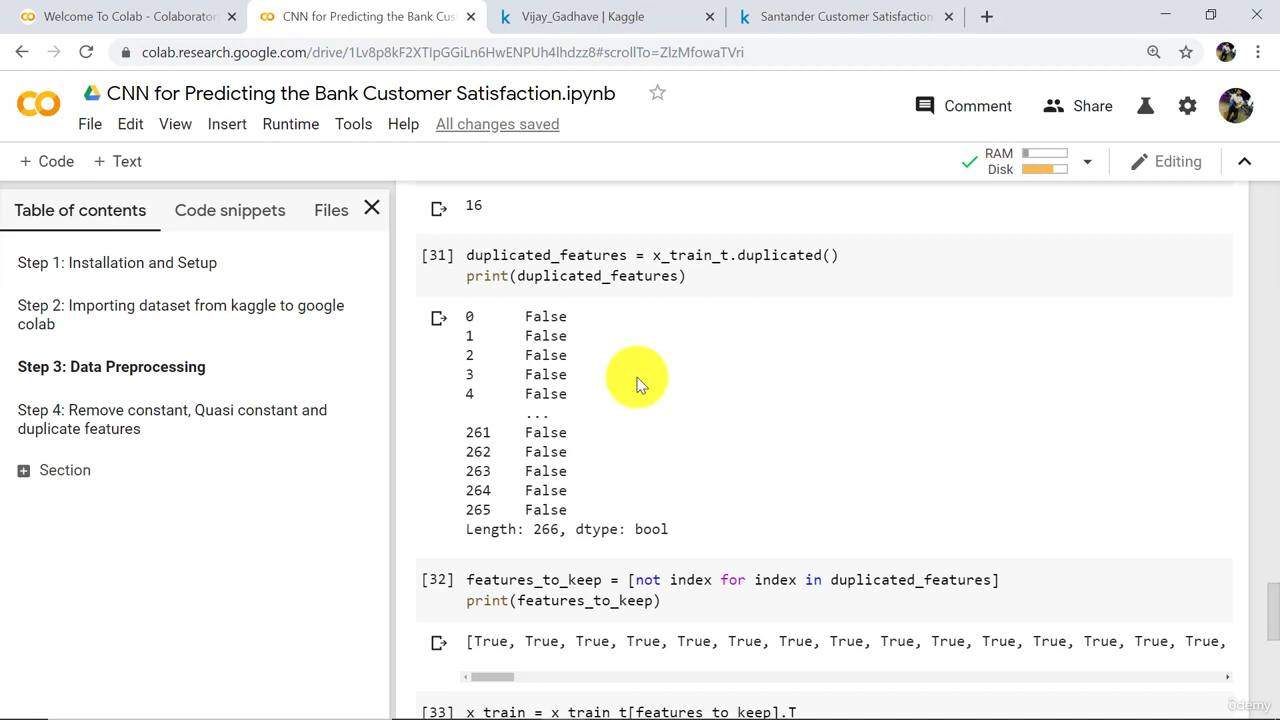 Welcome To Colab - Colaborator
CNN for Predicting the Bank Cus
Vijay_Gadhave | Kaggle
Santander Customer Satisfaction
colab.research.google.com/drive/1Lv8p8kF2XTIpGGiLn6HwENPUh4lhdzz8#scrollTo=ZlzMfowaTVri
CNN for Predicting the Bank Customer Satisfaction.ipynb
Comment
Share
File Edit View Insert Runtime Tools Help All changes saved
+ Code + Text
RAM
Disk
Editing
Table of contents Code snippets Files
Step 1: Installation and Setup
Step 2: Importing dataset from kaggle to google
colab
Step 3: Data Preprocessing
Step 4: Remove constant, Quasi constant and
duplicate features
Section
16
[31] duplicated_features = x_train_t.duplicated()
print(duplicated_features)
0 False
1 False
2 False
3 False
4 False
...
261 False
262 False
263 False
264 False
265 False
Length: 266, dtype: bool
[32] features_to_keep = [not index for index in duplicated_features]
print(features_to_keep)
[True, True, True, True, True, True, True, True, True, True, True, True, True, True, True,
[33] x_train = x_train_t[features_to_keep].T
ûdemy